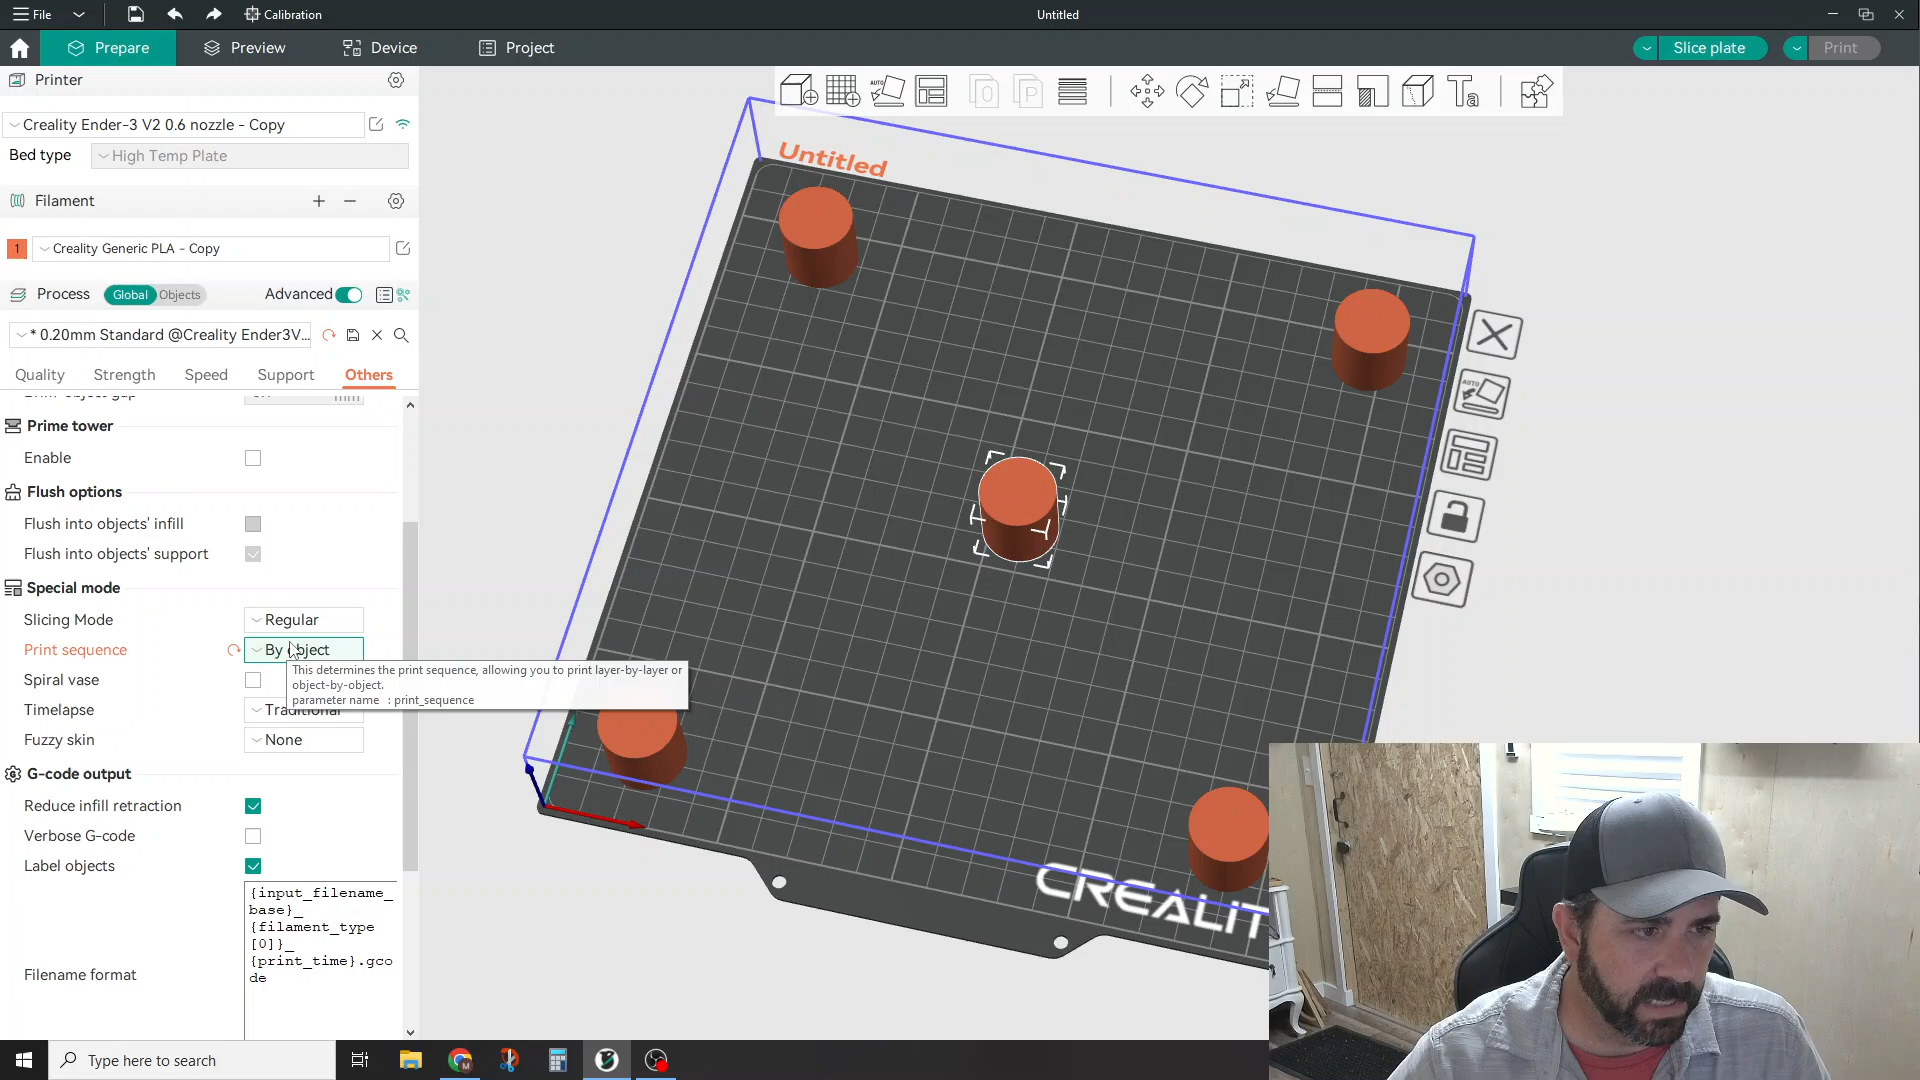 File
Calibration
Untitled
Prepare
Preview
Device
Project
Slice plate
Print
Printer
Creality Ender-3 V2 0.6 nozzle - Copy
Bed type
High Temp Plate
Filament
1
Creality Generic PLA - Copy
Process
Global
Objects
Advanced
* 0.20mm Standard @Creality Ender3V...
Quality
Strength
Speed
Support
Others
mm
Prime tower
Enable
Flush options
Flush into objects' infill
Flush into objects' support
Special mode
Slicing Mode
Regular
Print sequence
By object
This determines the print sequence, allowing you to print layer-by-layer or
object-by-object.
parameter name : print_sequence
Spiral vase
Timelapse
Traditional
Fuzzy skin
None
G-code output
Reduce infill retraction
Verbose G-code
Label objects
Filename format
{input_filename_
base}_
{filament_type
[0]}_
{print_time}.gco
de
AUTO
Untitled
AUTO
CREALIT
Type here to search